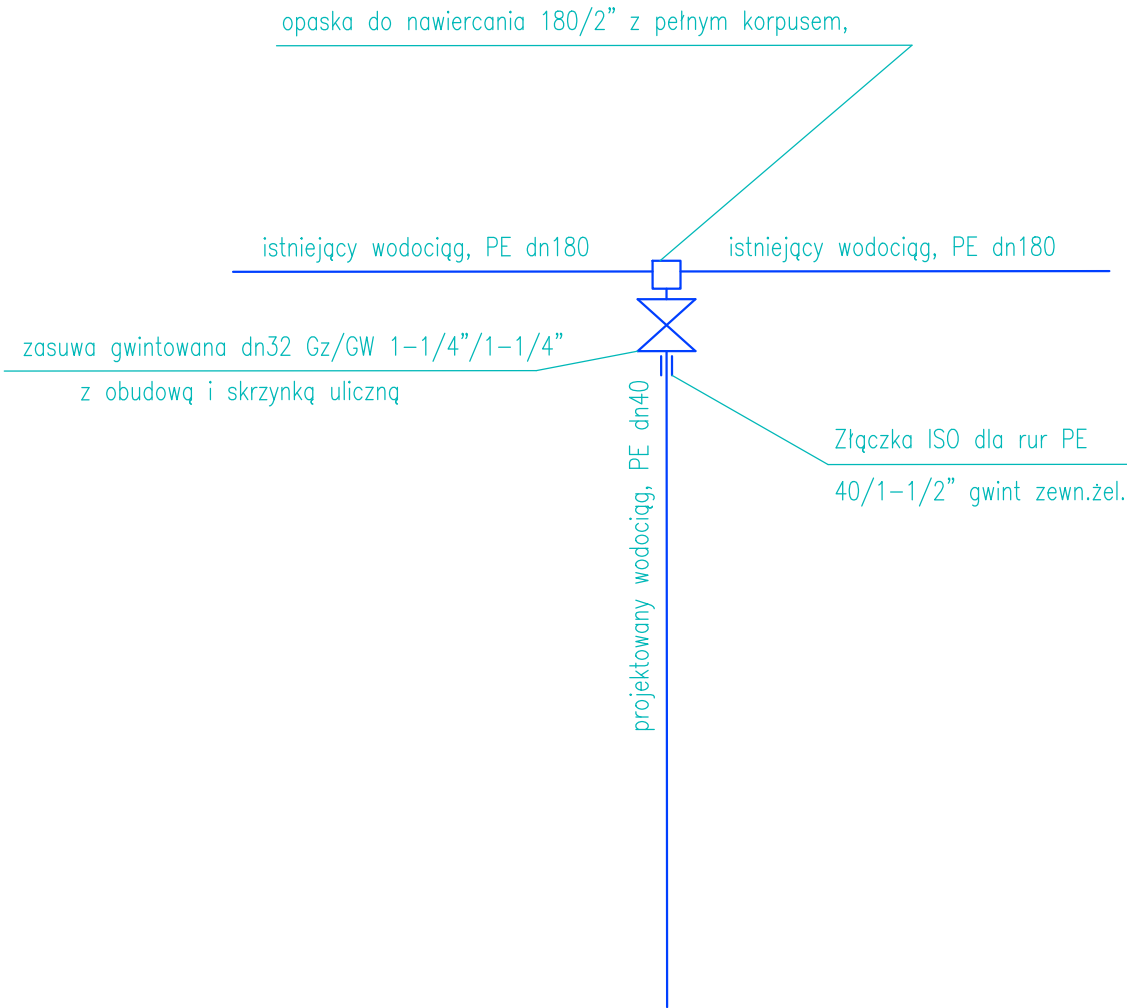 opaska do nawiercania 180/2" z pełnym korpusem,
istniejący wodociąg, PE dn180
istniejący wodociąg, PE dn180
zasuwa gwintowana dn32 Gz/GW 1-1/4"/1-1/4"
z obudową i skrzynką uliczną
projektowany wodociąg, PE dn40
Złączka ISO dla rur PE
40/1-1/2" gwint zewn.żel.